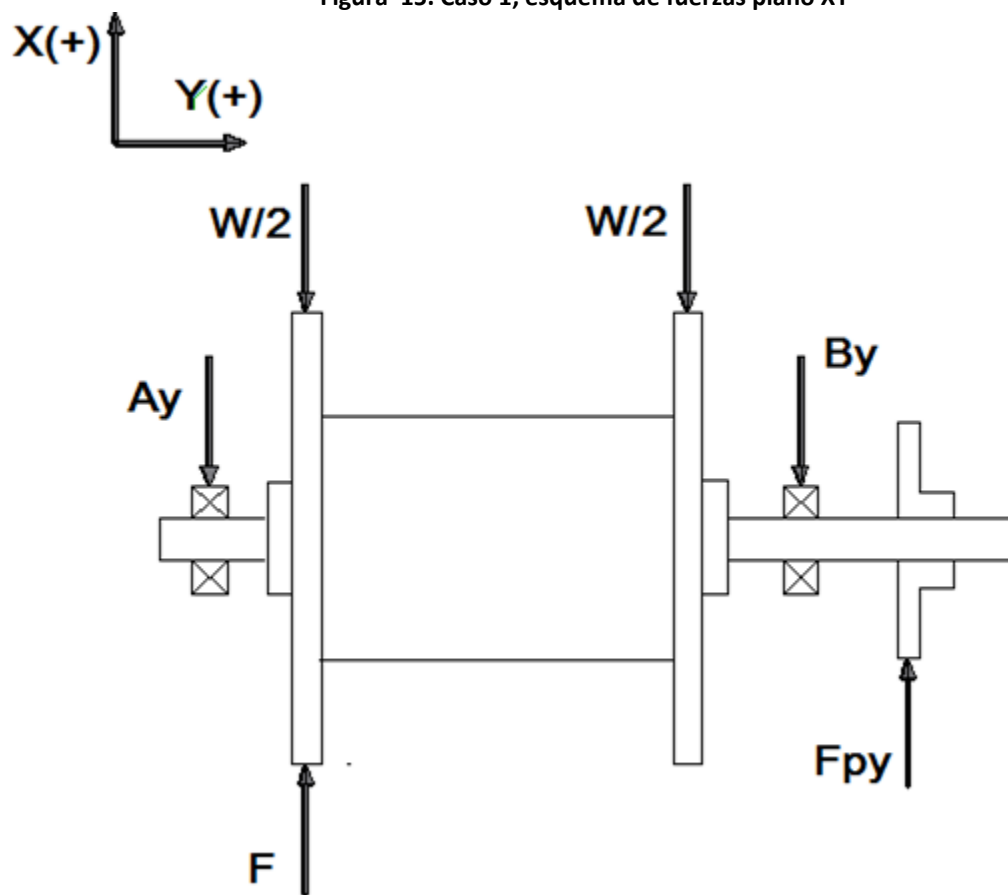 Figura 15. Caso 1, esquema de fuerzas plano XY
X(+)
Y(+)
W/2
W/2
Ay
By
Fpy
F